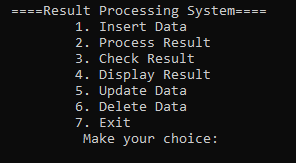 ====Result Processing System====
1. Insert Data
2. Process Result
3. Check Result
4. Display Result
5. Update Data
6. Delete Data
7. Exit
Make your choice: